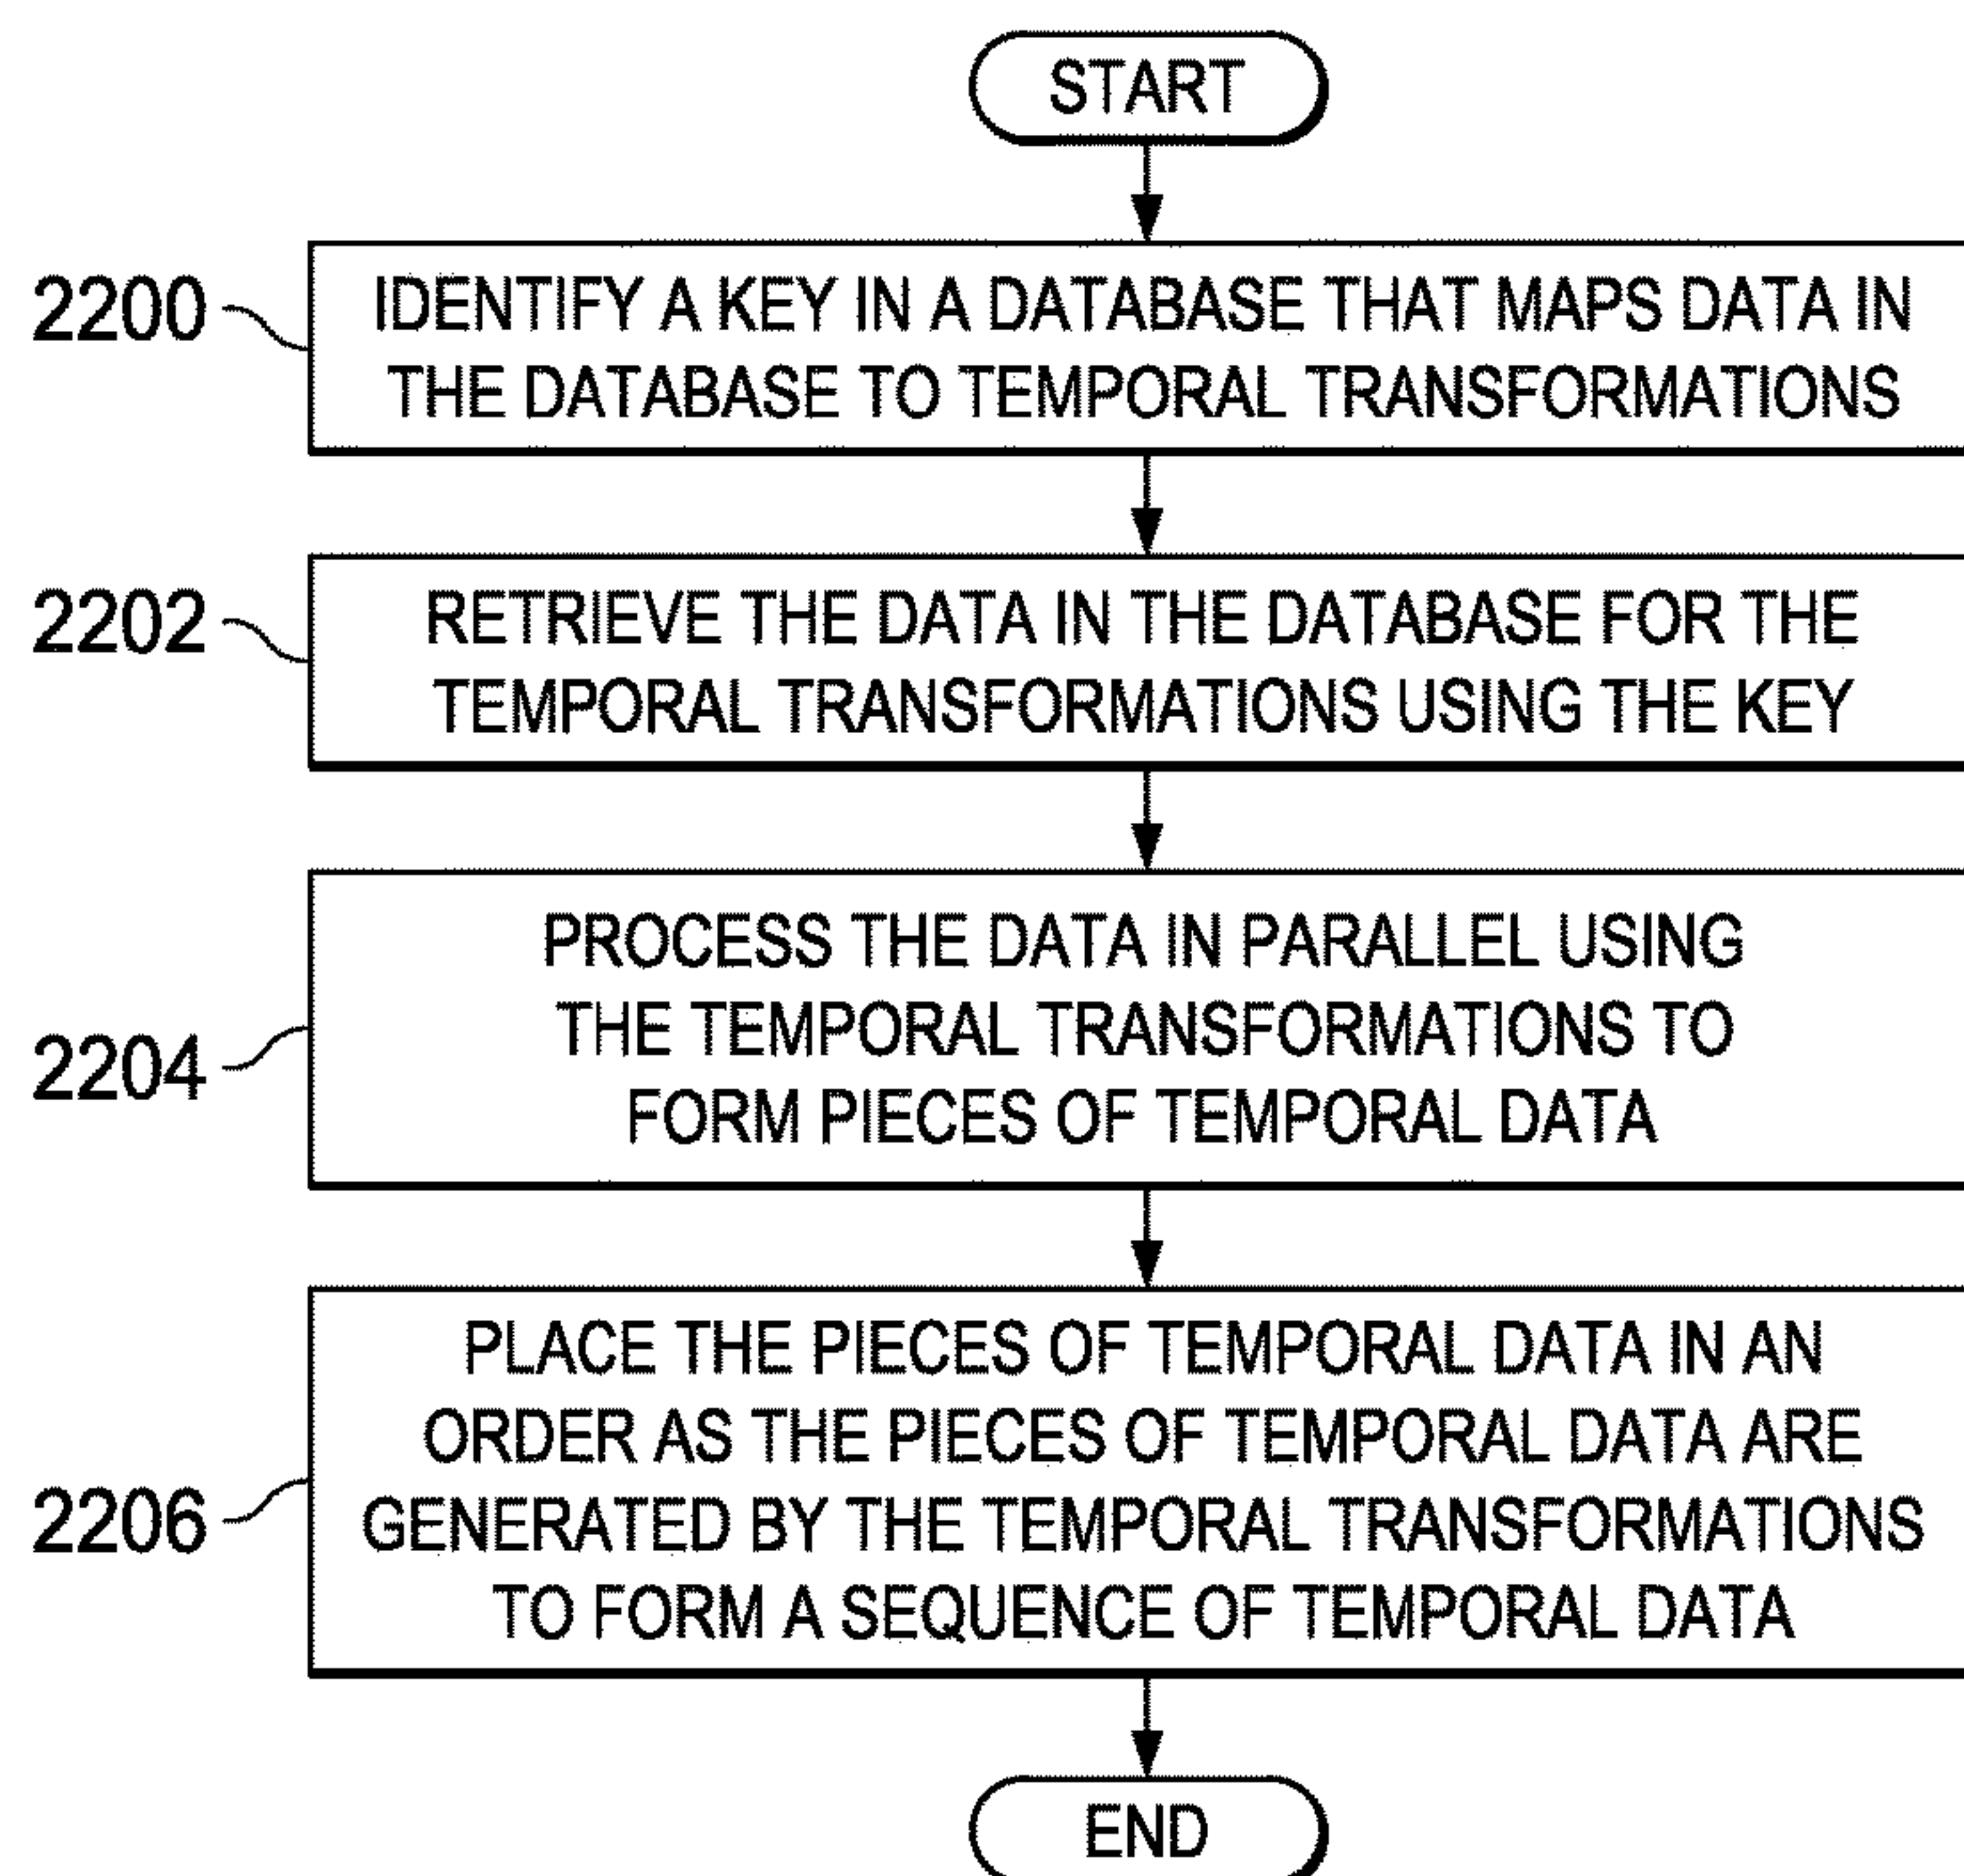 START
2200
IDENTIFY A KEY IN A DATABASE THAT MAPS DATA IN
THE DATABASE TO TEMPORAL TRANSFORMATIONS
2202
RETRIEVE THE DATA IN THE DATABASE FOR THE
TEMPORAL TRANSFORMATIONS USING THE KEY
2204
PROCESS THE DATA IN PARALLEL USING
THE TEMPORAL TRANSFORMATIONS TO
FORM PIECES OF TEMPORAL DATA
2206
PLACE THE PIECES OF TEMPORAL DATA IN AN
ORDER AS THE PIECES OF TEMPORAL DATA ARE
GENERATED BY THE TEMPORAL TRANSFORMATIONS
TO FORM A SEQUENCE OF TEMPORAL DATA
END